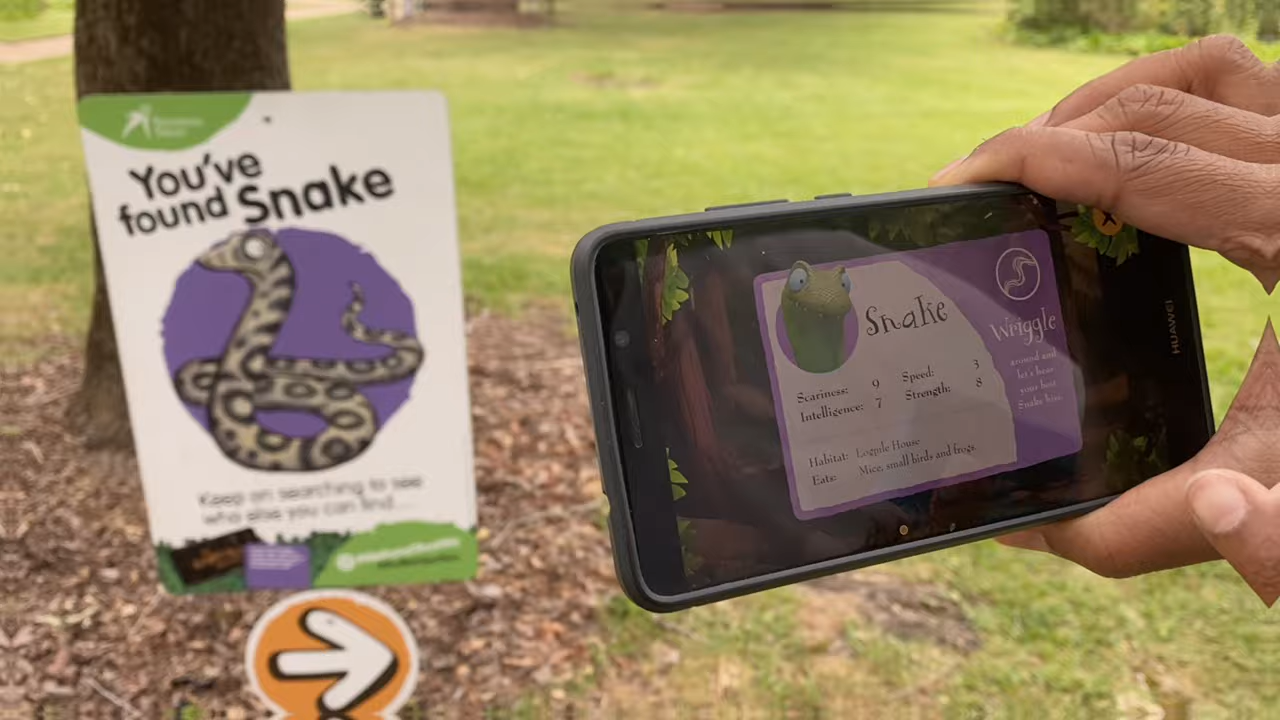 You've
found Snake
Keep on searching to see
who else you can find...
Snake
Scariness: 9 Speed: 3
Intelligence: 7 Strength: 8
Habitat: Logpile House
Eats: Mice, small birds and frogs.
Wriggle
around and
let's hear
your best
Snake hiss.
HUAWEI